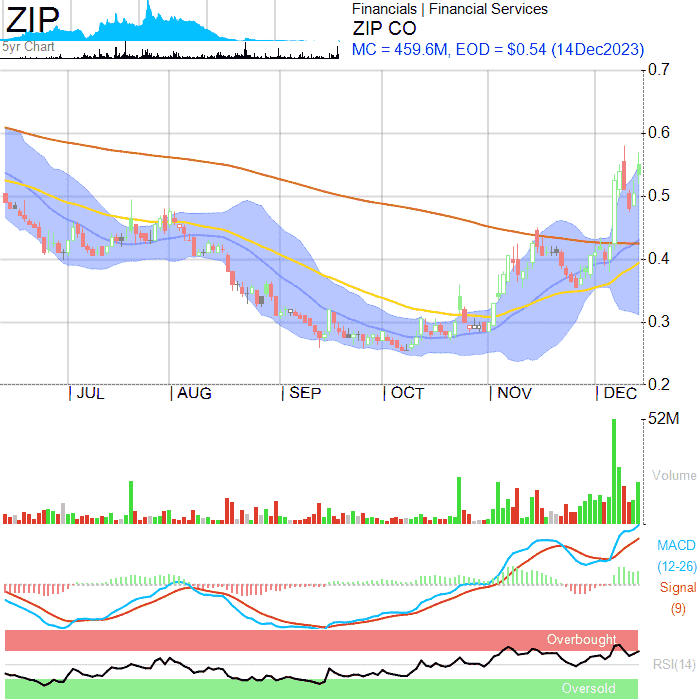 ZIP
5yr Chart
Financials | Financial Services
ZIP CO
MC = 459.6M, EOD = $0.54 (14Dec2023)
0.7
0.6
0.5
0.4
0.3
0.2
| JUL | AUG | SEP | OCT | NOV | DEC
52M
Volume
MACD
(12-26)
Signal
(9)
Overbought
RSI(14)
Oversold